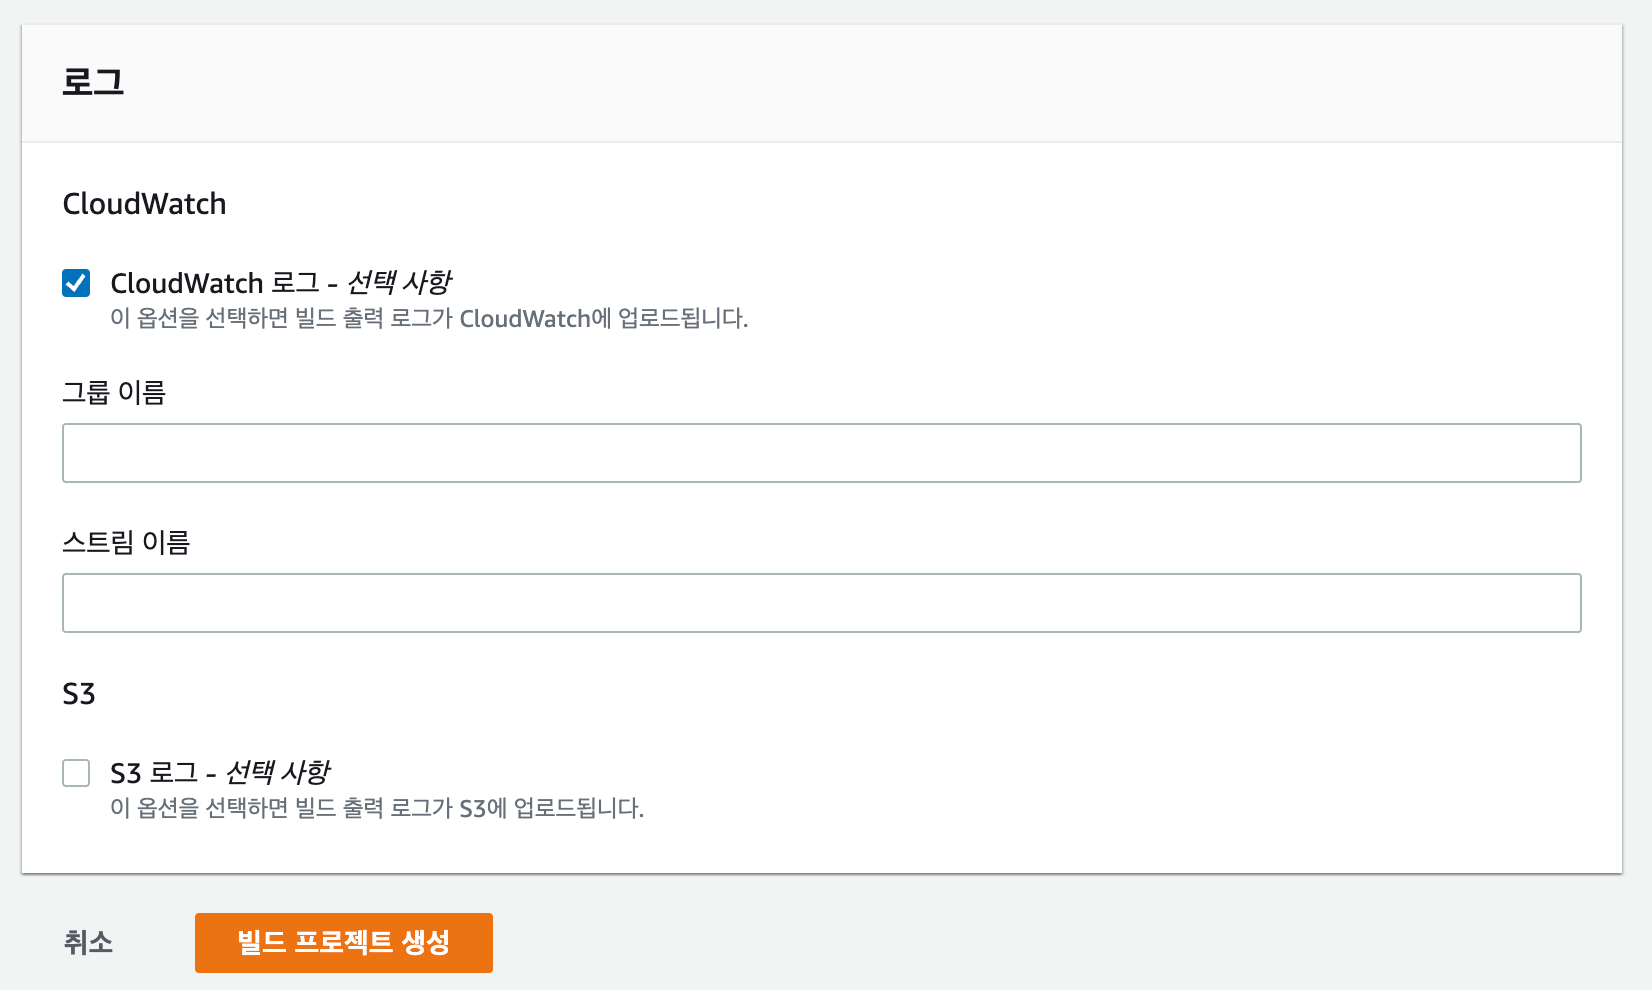 로그
CloudWatch
CloudWatch 로그 - 선택 사항
이 옵션을 선택하면 빌드 출력 로그가 CloudWatch에 업로드됩니다.
그룹 이름
스트림 이름
S3
S3 로그 - 선택 사항
이 옵션을 선택하면 빌드 출력 로그가 S3에 업로드됩니다.
취소 빌드 프로젝트 생성